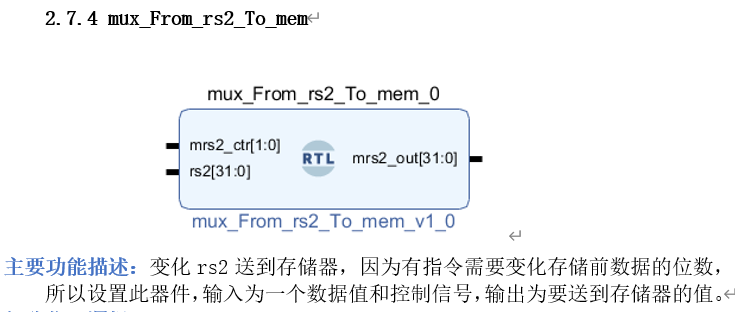 2.7.4 mux_From_rs2_To_mem
mux_From_rs2_To_mem_0
mrs2_ctr[1:0]
rs2[31:0]
RTL
mrs2_out[31:0]
mux_From_rs2_To_mem_v1_0
主要功能描述：变化 rs2 送到存储器，因为有指令需要变化存储前数据的位数，
所以设置此器件，输入为一个数据值和控制信号，输出为要送到存储器的值。